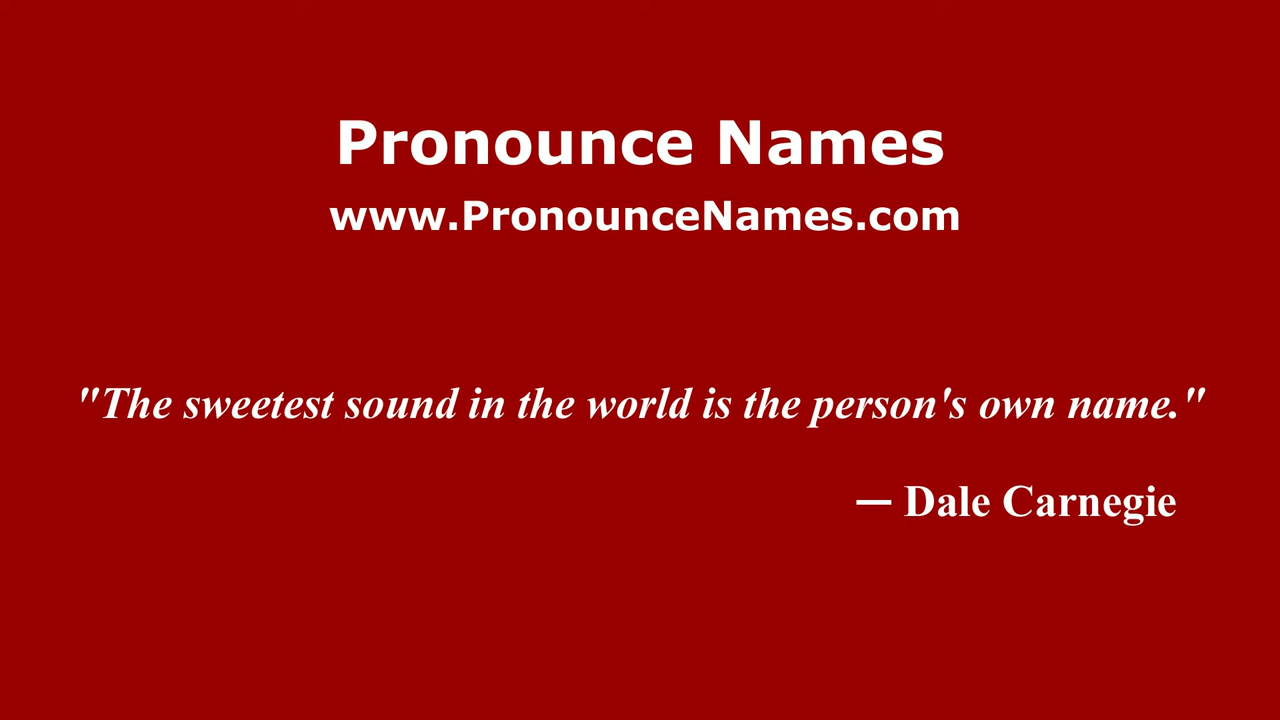 Pronounce Names
www.PronounceNames.com
"The sweetest sound in the world is the person's own name."
— Dale Carnegie